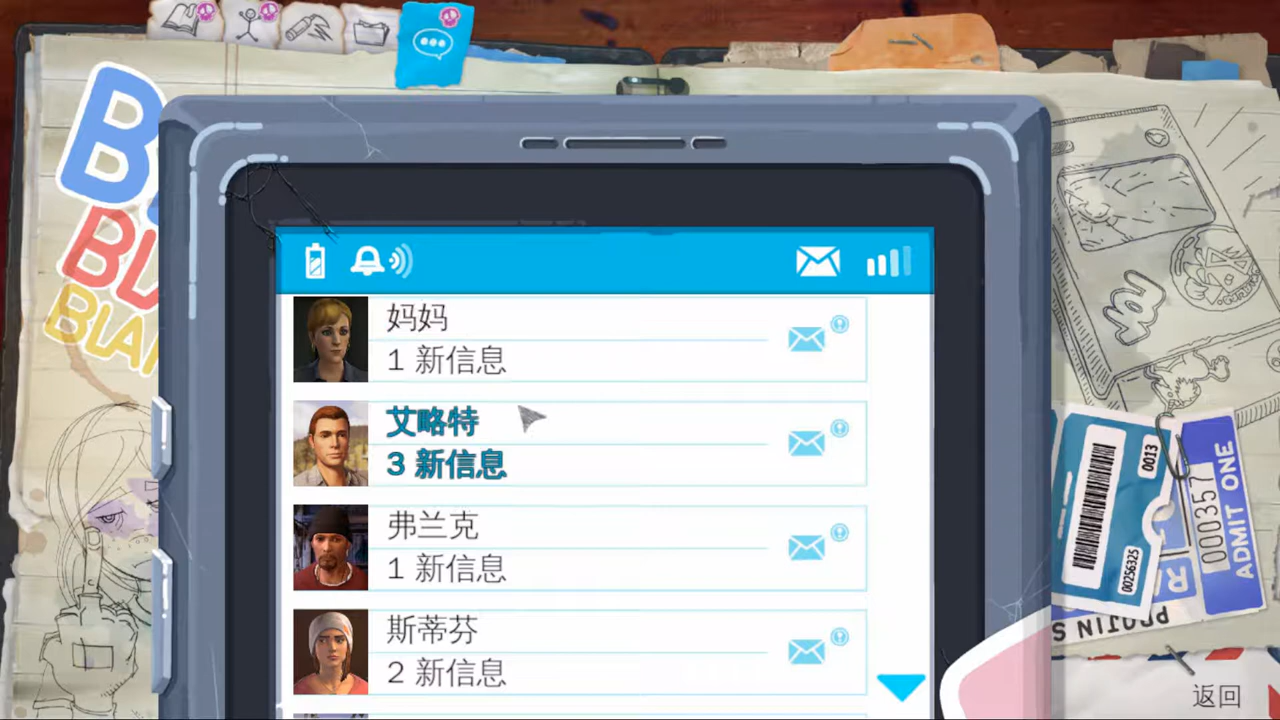 妈妈
1 新信息
艾略特
3 新信息
弗兰克
1 新信息
斯蒂芬
2 新信息
0013
00256325
000357
ADMIT ONE
返回